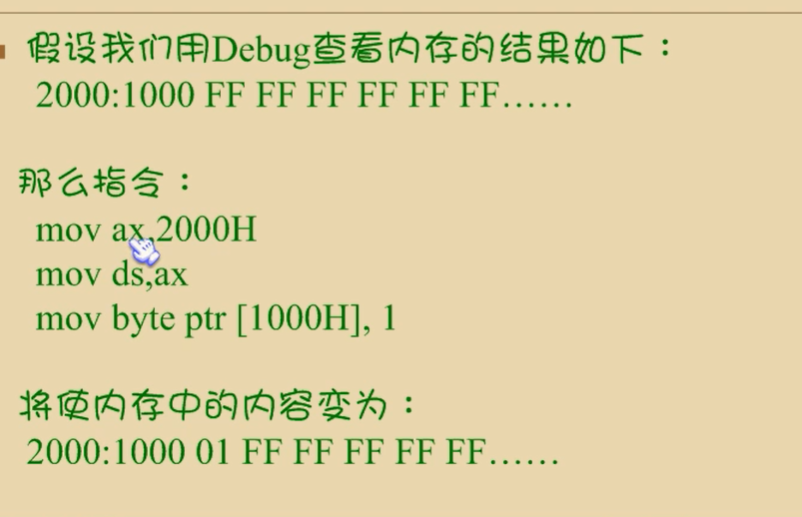 假设我们用Debug查看内存的结果如下：
2000:1000 FF FF FF FF FF FF……
那么指令：
mov ax,2000H
mov ds,ax
mov byte ptr [1000H], 1
将使内存中的内容变为：
2000:1000 01 FF FF FF FF FF……